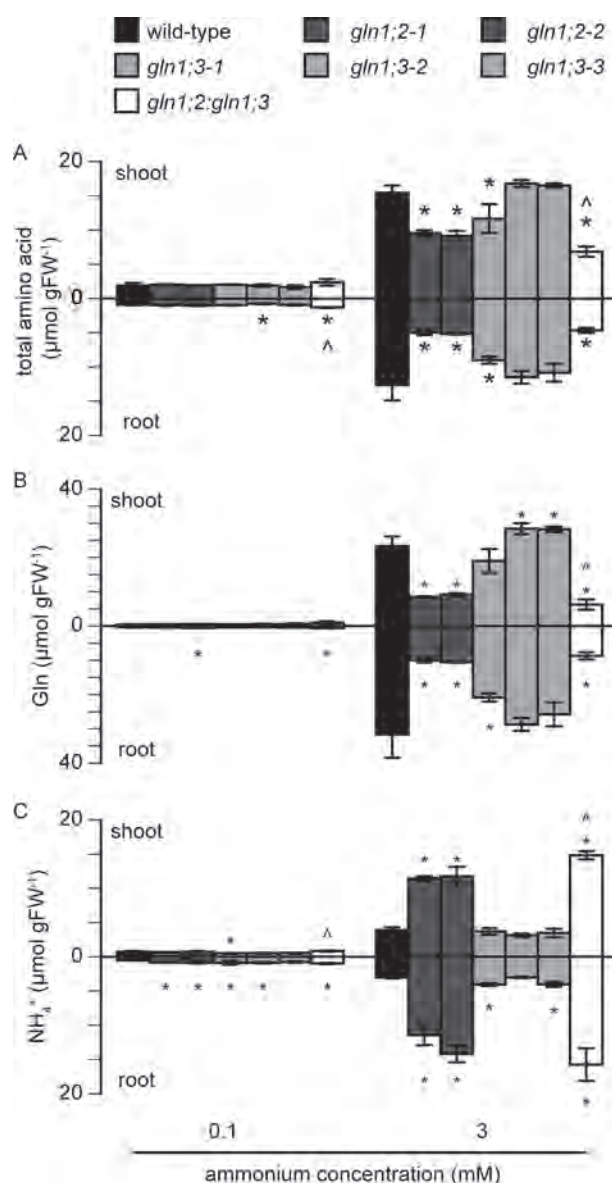 wild-type gln1;2-1 gln1;2-2
gln1;3-1 gln1;3-2 gln1;3-3
gln1;2:gln1;3
A
20
shoot
* * * ^
*
total amino acid
(µmol gFW⁻¹)
0
* * ^
* * * *
root
20
B
40
shoot
* *
* * *
*
Gln (µmol gFW⁻¹)
0
* *
* * * *
root
40
C
20
shoot
^
* * *
* ^
NH₄⁺ (µmol gFW⁻¹)
0
* * * * *
* *
* * *
root
20
0.1 3
ammonium concentration (mM)